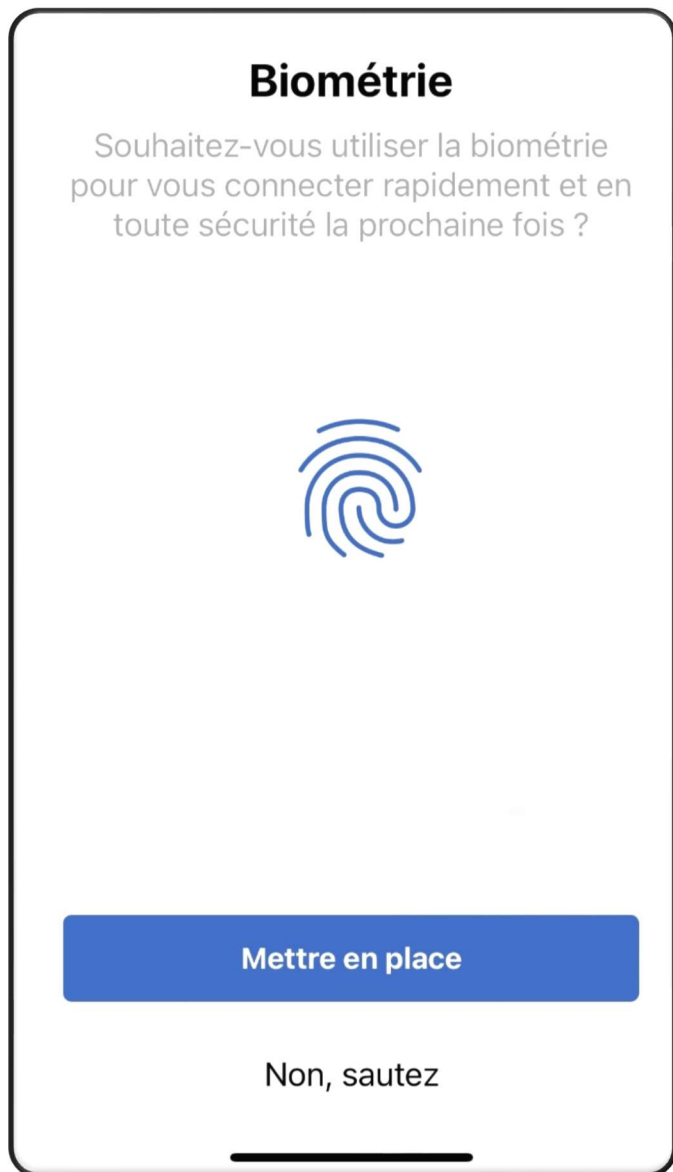 Biométrie
Souhaitez-vous utiliser la biométrie
pour vous connecter rapidement et en
toute sécurité la prochaine fois ?
Mettre en place
Non, sautez